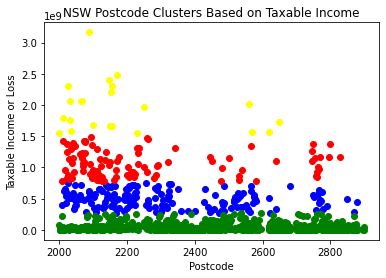 NSW Postcode Clusters Based on Taxable Income
1e9
3.0
2.5
2.0
1.5
1.0
0.5
0.0
Taxable Income or Loss
2000 2200 2400 2600 2800
Postcode